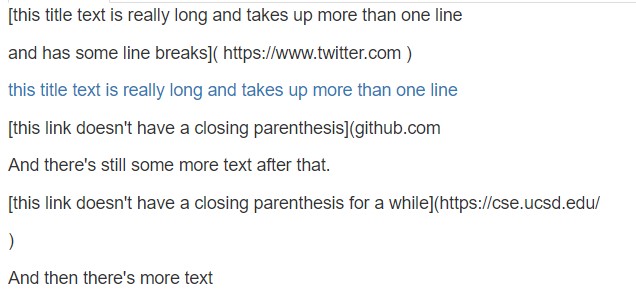 [this title text is really long and takes up more than one line
and has some line breaks]( https://www.twitter.com )
this title text is really long and takes up more than one line
[this link doesn't have a closing parenthesis](github.com
And there's still some more text after that.
[this link doesn't have a closing parenthesis for a while](https://cse.ucsd.edu/
)
And then there's more text